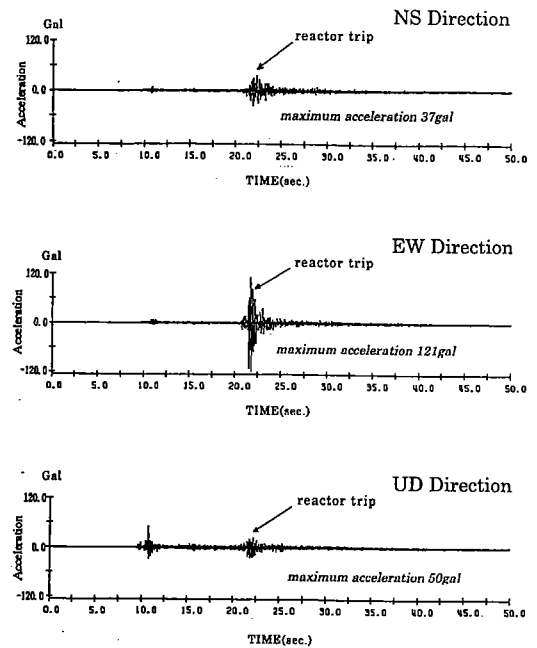 NS Direction
Gal
120.0
reactor trip
Acceleration
0.0
maximum acceleration 37gal
-120.0
0.0 5.0 10.0 15.0 20.0 25.0 30.0 35.0 40.0 45.0 50.0
TIME(sec.)
EW Direction
Gal
120.0
reactor trip
Acceleration
0.0
maximum acceleration 121gal
-120.0
0.0 5.0 10.0 15.0 20.0 25.0 30.0 35.0 40.0 45.0 50.0
TIME(sec.)
UD Direction
Gal
120.0
reactor trip
Acceleration
0.0
maximum acceleration 50gal
-120.0
0.0 5.0 10.0 15.0 20.0 25.0 30.0 35.0 40.0 45.0 50.0
TIME(sec.)